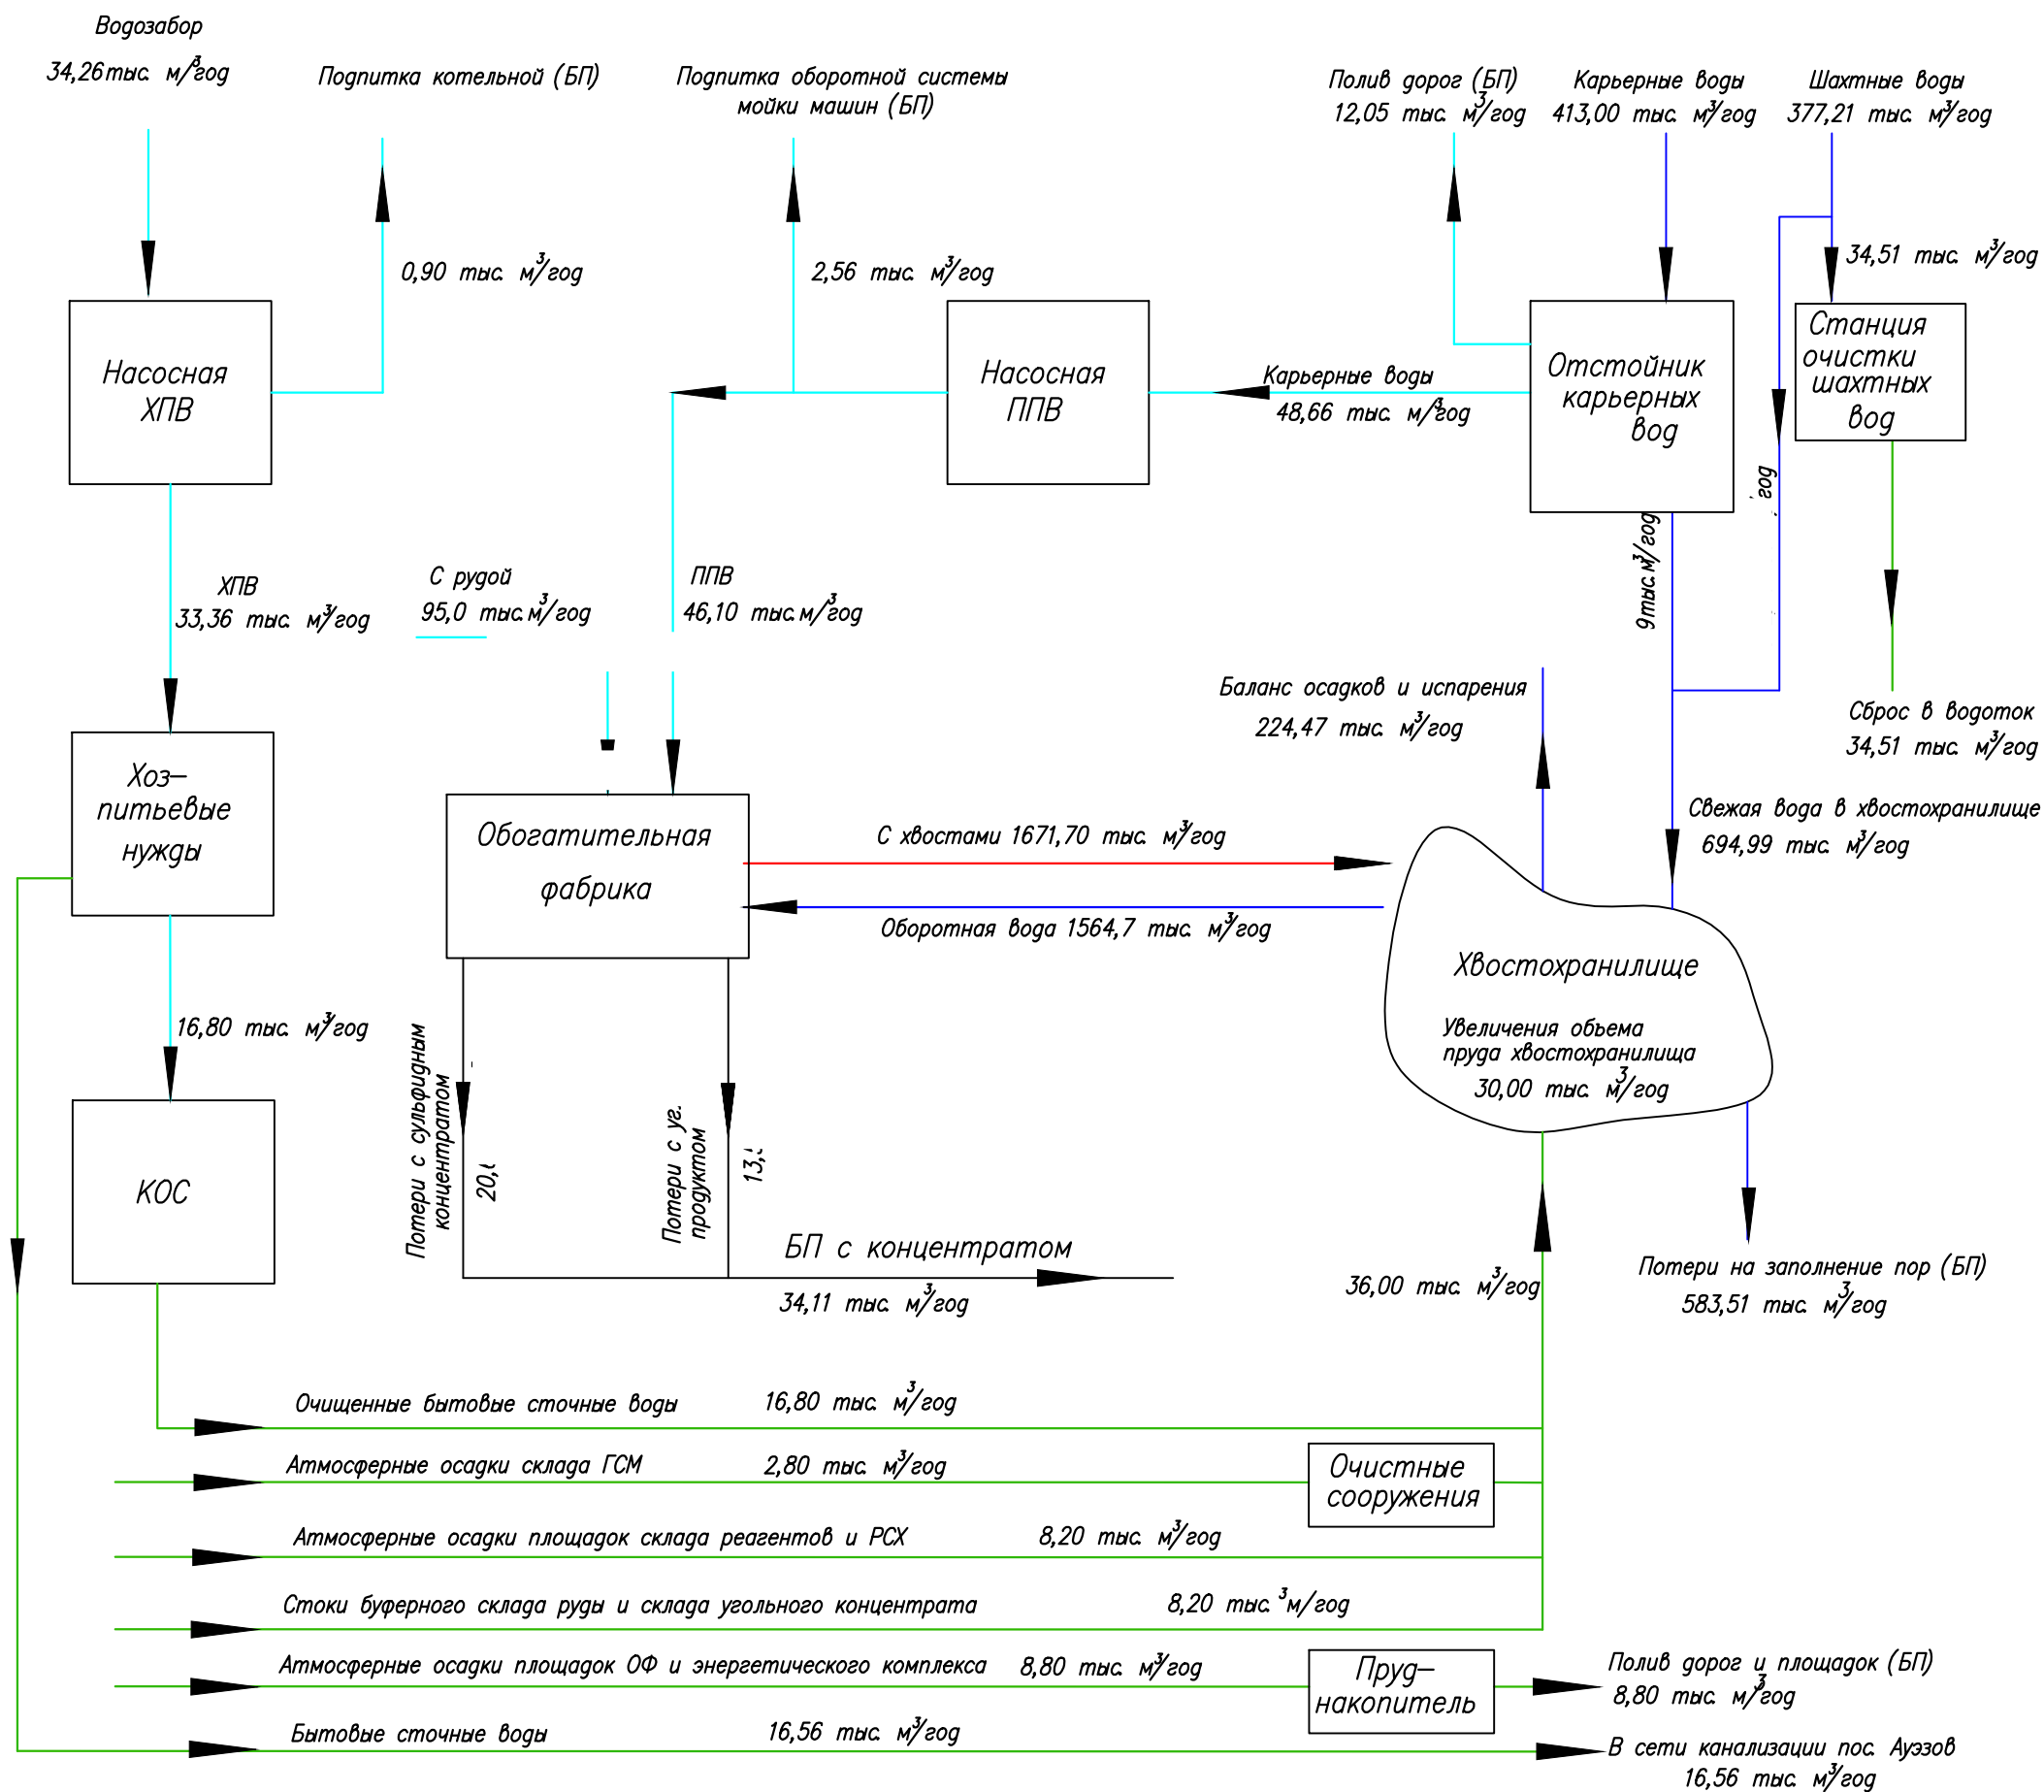 Водозабор
34,26 тыс. м³/год
Подпитка котельной (БП)
Подпитка оборотной системы
мойки машин (БП)
Полив дорог (БП)
12,05 тыс. м³/год
Карьерные воды
413,00 тыс. м³/год
Шахтные воды
377,21 тыс. м³/год
0,90 тыс. м³/год
2,56 тыс. м³/год
34,51 тыс. м³/год
Насосная
ХПВ
Насосная
ППВ
Карьерные воды
48,66 тыс. м³/год
Отстойник
карьерных
вод
Станция
очистки
шахтных
вод
год
9тыс.м³/год
ХПВ
33,36 тыс. м³/год
С рудой
95,0 тыс.м³/год
ППВ
46,10 тыс.м³/год
Баланс осадков и испарения
224,47 тыс. м³/год
Сброс в водоток
34,51 тыс. м³/год
Хоз-
питьевые
нужды
Обогатительная
фабрика
С хвостами 1671,70 тыс. м³/год
Оборотная вода 1564,7 тыс. м³/год
Свежая вода в хвостохранилище
694,99 тыс. м³/год
Хвостохранилище
Увеличения объема
пруда хвостохранилища
30,00 тыс. м³/год
16,80 тыс. м³/год
Потери с сульфидным
концентратом
20,
Потери с уг.
продуктом
13,
КОС
БП с концентратом
34,11 тыс. м³/год
36,00 тыс. м³/год
Потери на заполнение пор (БП)
583,51 тыс. м³/год
Очищенные бытовые сточные воды 16,80 тыс. м³/год
Атмосферные осадки склада ГСМ 2,80 тыс. м³/год
Очистные
сооружения
Атмосферные осадки площадок склада реагентов и РСХ 8,20 тыс. м³/год
Стоки буферного склада руды и склада угольного концентрата 8,20 тыс. ³м/год
Атмосферные осадки площадок ОФ и энергетического комплекса 8,80 тыс. м³/год
Пруд-
накопитель
Полив дорог и площадок (БП)
8,80 тыс. м³/год
Бытовые сточные воды 16,56 тыс. м³/год
В сети канализации пос. Ауэзов
16,56 тыс. м³/год